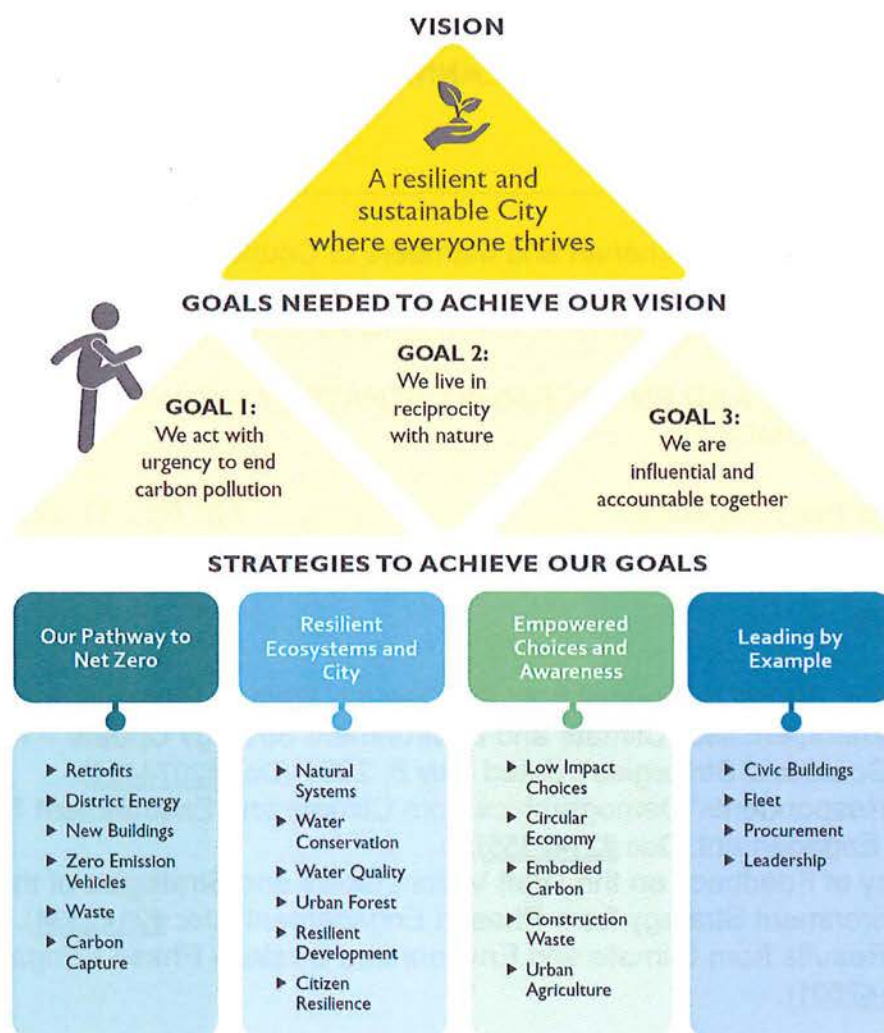 VISION
A resilient and
sustainable City
where everyone thrives
GOALS NEEDED TO ACHIEVE OUR VISION
GOAL 1:
We act with
urgency to end
carbon pollution
GOAL 2:
We live in
reciprocity
with nature
GOAL 3:
We are
influential and
accountable together
STRATEGIES TO ACHIEVE OUR GOALS
Our Pathway to
Net Zero
Retrofits
District Energy
New Buildings
Zero Emission
Vehicles
Waste
Carbon
Capture
Resilient
Ecosystems and
City
Natural
Systems
Water
Conservation
Water Quality
Urban Forest
Resilient
Development
Citizen
Resilience
Empowered
Choices and
Awareness
Low Impact
Choices
Circular
Economy
Embodied
Carbon
Construction
Waste
Urban
Agriculture
Leading by
Example
Civic Buildings
Fleet
Procurement
Leadership